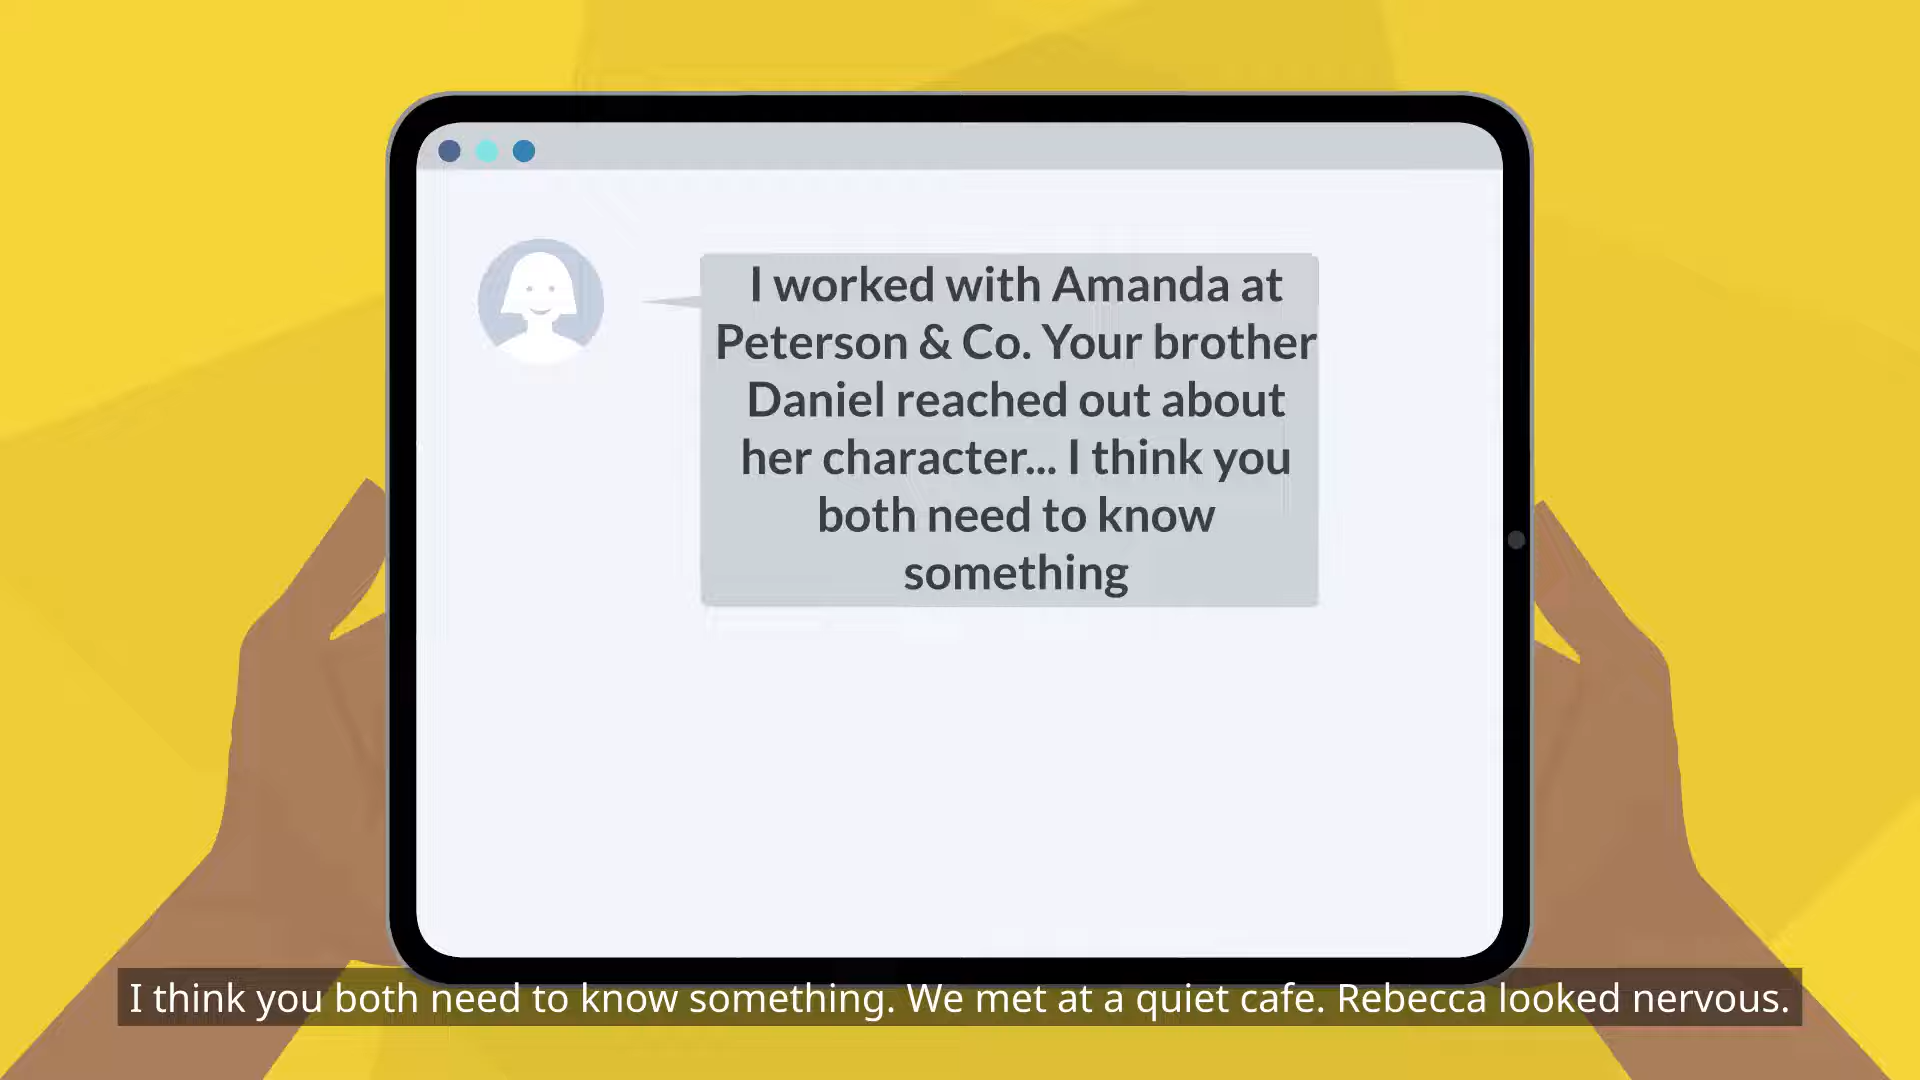 I worked with Amanda at
Peterson & Co. Your brother
Daniel reached out about
her character... I think you
both need to know
something
I think you both need to know something. We met at a quiet cafe. Rebecca looked nervous.